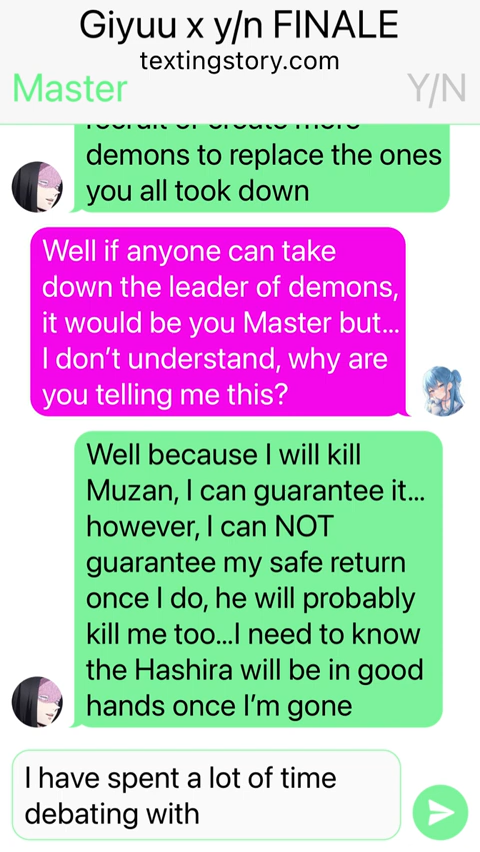 Giyuu x y/n FINALE
textingstory.com
Master
Y/N
recruit or create more
demons to replace the ones
you all took down
Well if anyone can take
down the leader of demons,
it would be you Master but...
I don't understand, why are
you telling me this?
Well because I will kill
Muzan, I can guarantee it...
however, I can NOT
guarantee my safe return
once I do, he will probably
kill me too...I need to know
the Hashira will be in good
hands once I'm gone
I have spent a lot of time
debating with